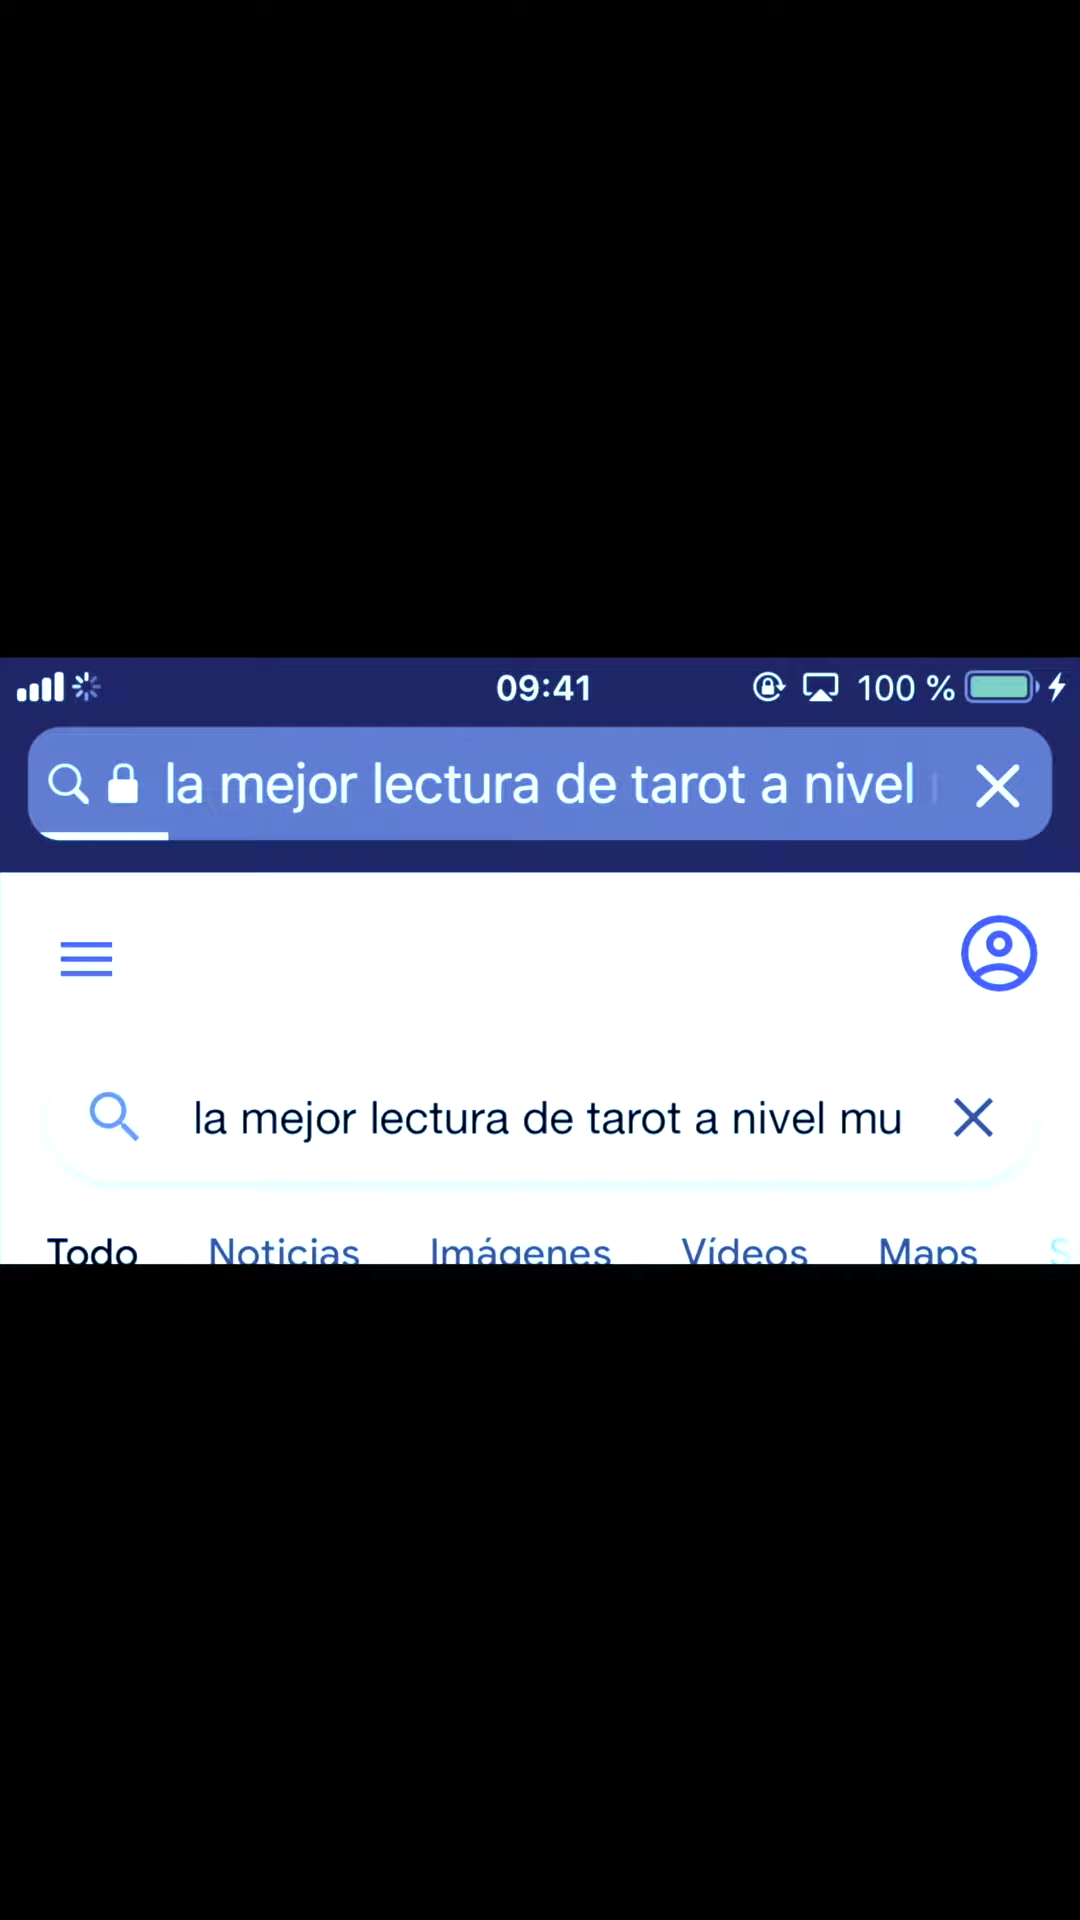 09:41 100 %
la mejor lectura de tarot a nivel
la mejor lectura de tarot a nivel mu
Todo Noticias Imágenes Vídeos Maps